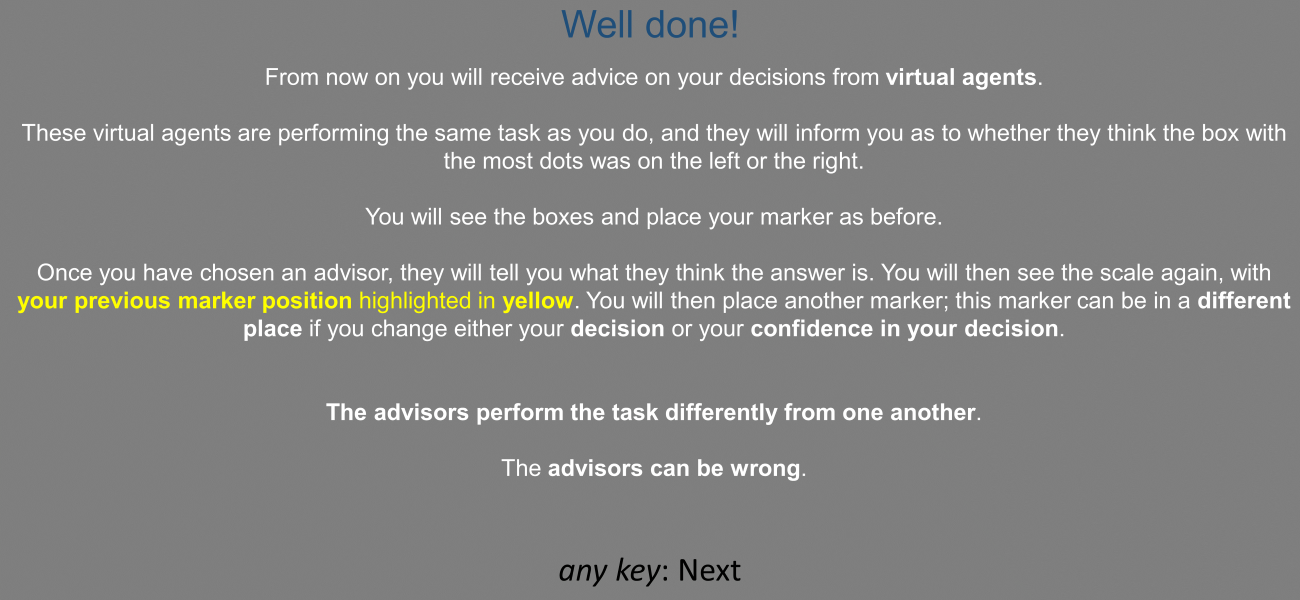 Well done!
From now on you will receive advice on your decisions from virtual agents.
These virtual agents are performing the same task as you do, and they will inform you as to whether they think the box with
the most dots was on the left or the right.
You will see the boxes and place your marker as before.
Once you have chosen an advisor, they will tell you what they think the answer is. You will then see the scale again, with
your previous marker position highlighted in yellow. You will then place another marker; this marker can be in a different
place if you change either your decision or your confidence in your decision.
The advisors perform the task differently from one another.
The advisors can be wrong.
any key: Next